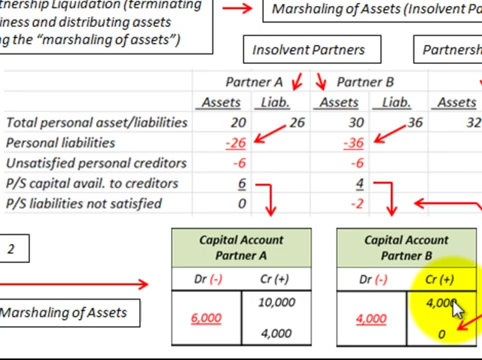 tnership Liquidation (terminating
iness and distributing assets
g the “marshaling of assets”)
Marshaling of Assets (Insolvent Pa
Insolvent Partners
Partnersh
Partner A
Partner B
Assets Liab. Assets Liab. Assets
Total personal asset/liabilities 20 26 30 36 32
Personal liabilities -26 -36
Unsatisfied personal creditors -6 -6
P/S capital avail. to creditors 6 4
P/S liabilities not satisfied 0 -2
2
Marshaling of Assets
Capital Account
Partner A
Dr (-) Cr (+)
10,000
6,000
4,000
Capital Account
Partner B
Dr (-) Cr (+)
4,000
4,000
0